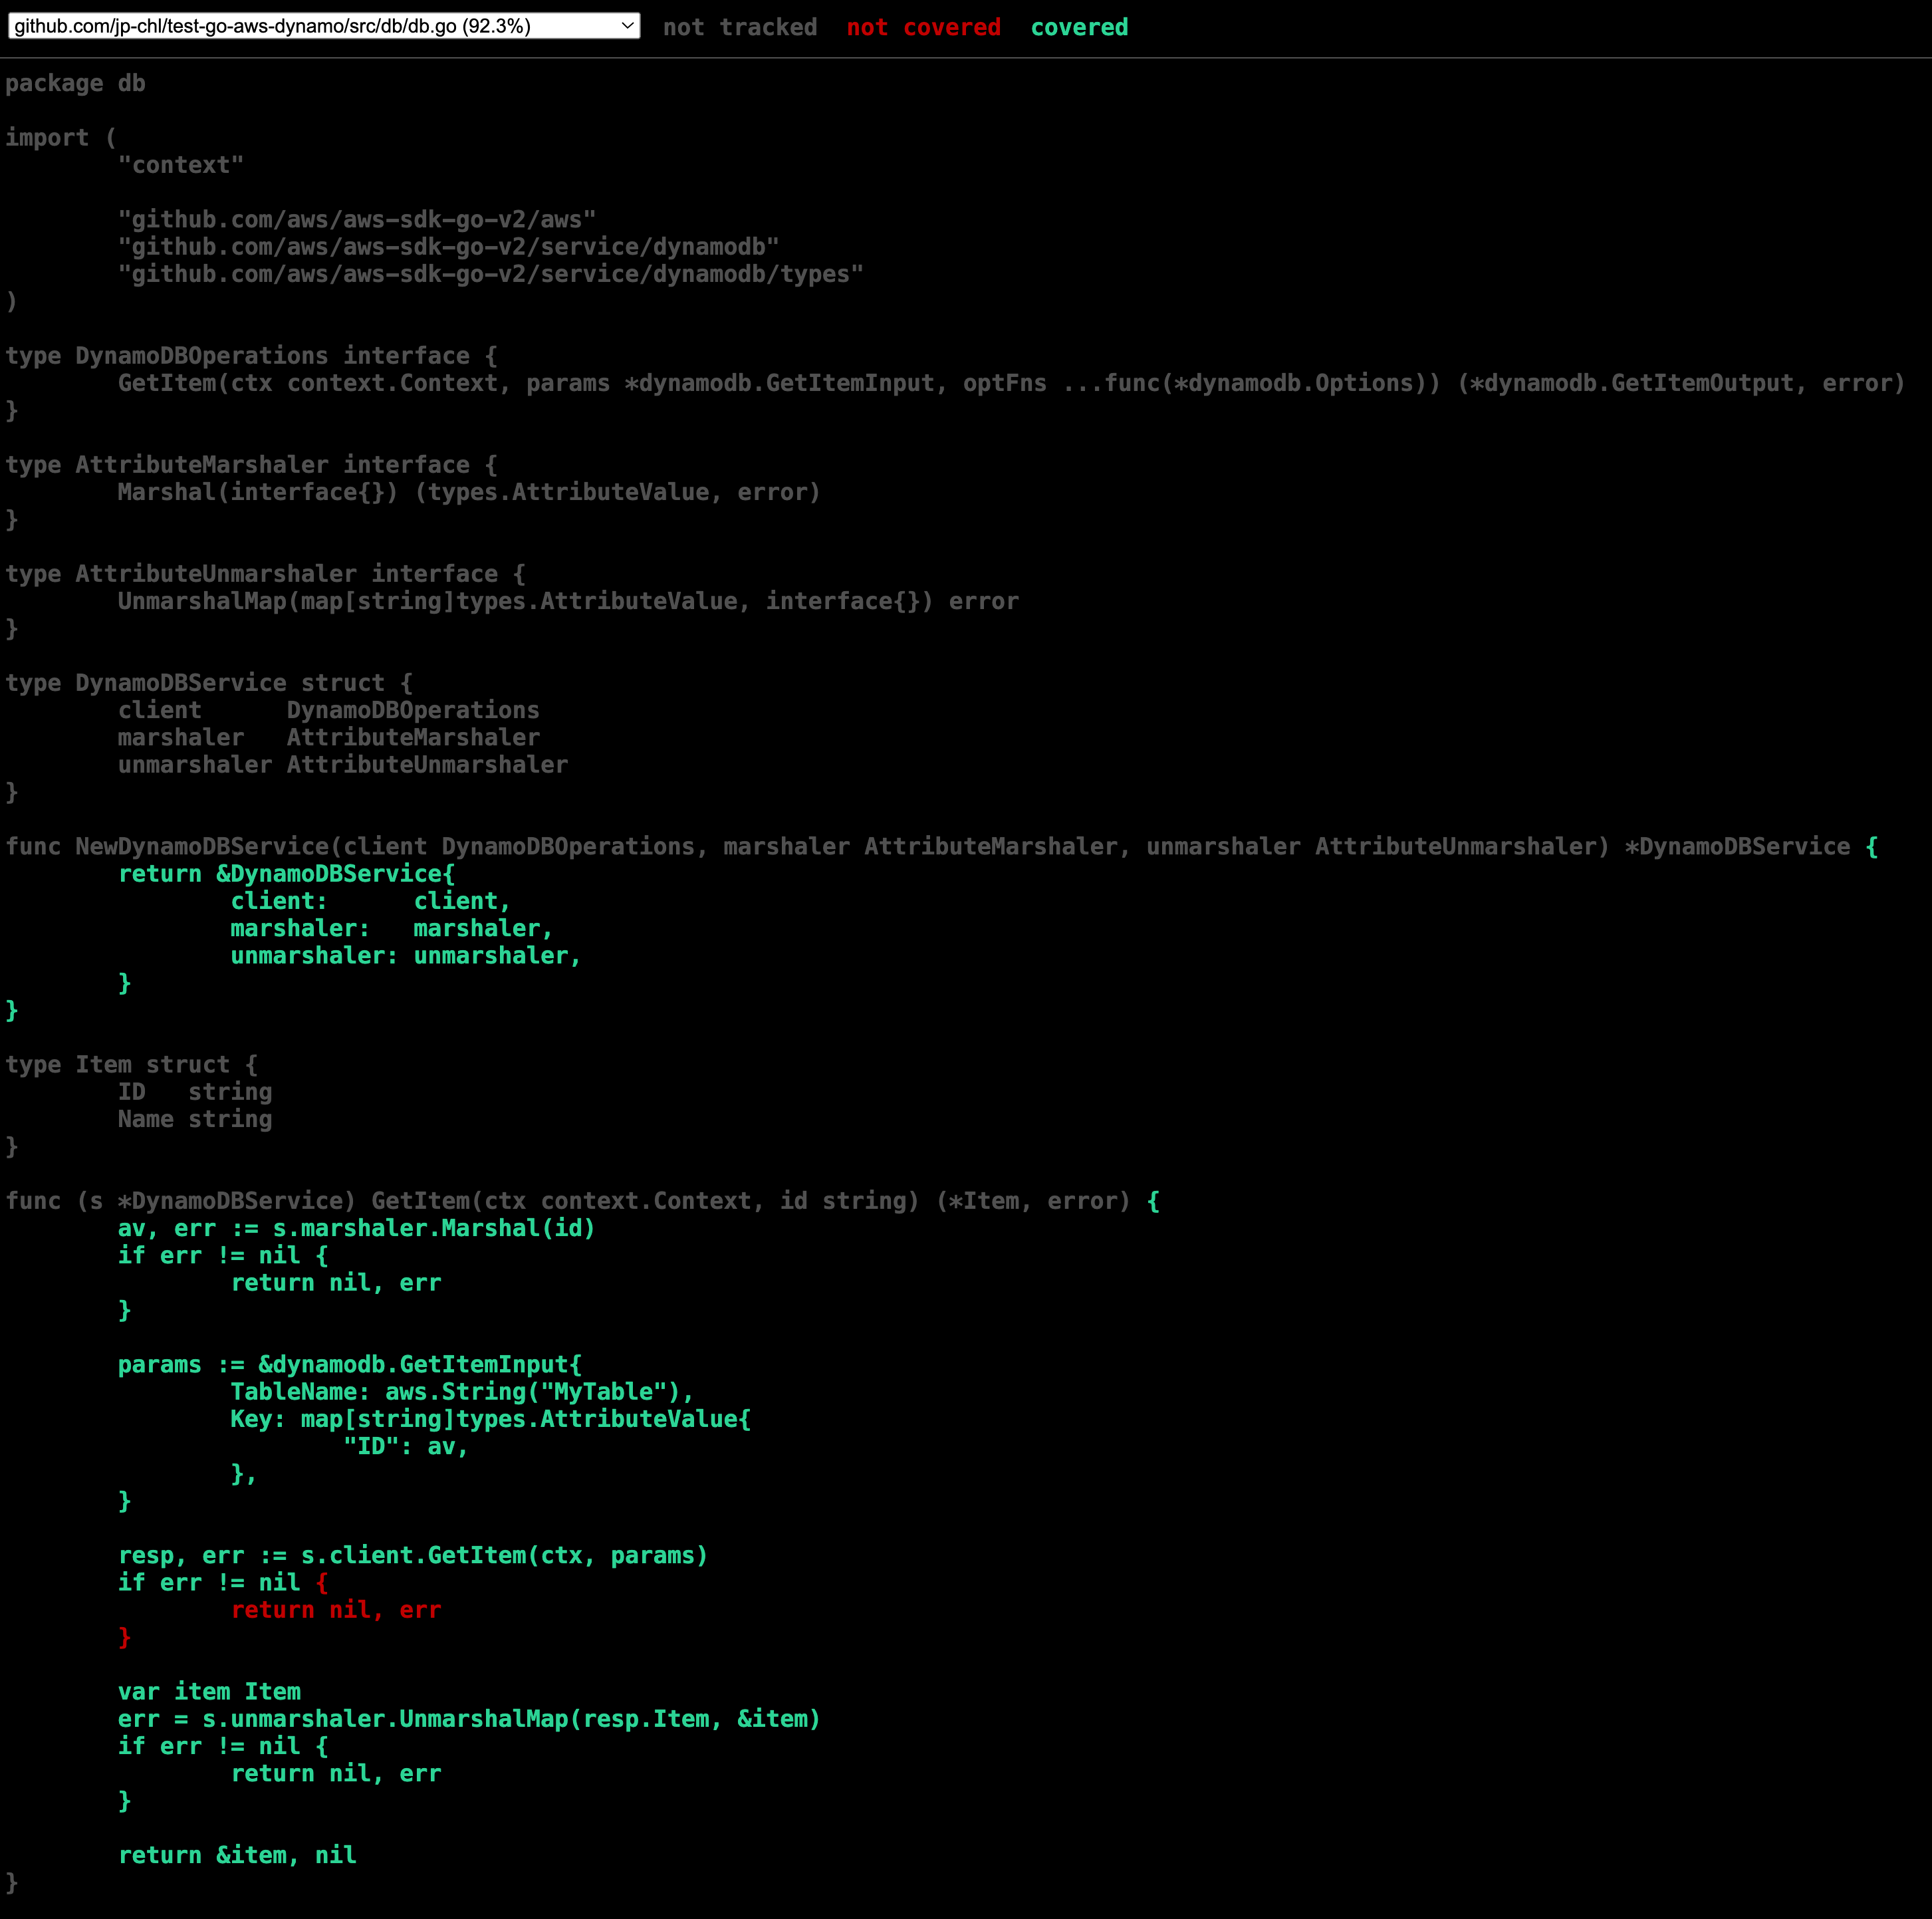 github.com/jp-chl/test-go-aws-dynamo/src/db/db.go (92.3%) not tracked not covered covered
package db
import (
"context"
"github.com/aws/aws-sdk-go-v2/aws"
"github.com/aws/aws-sdk-go-v2/service/dynamodb"
"github.com/aws/aws-sdk-go-v2/service/dynamodb/types"
)
type DynamoDBOperations interface {
GetItem(ctx context.Context, params *dynamodb.GetItemInput, optFns ...func(*dynamodb.Options)) (*dynamodb.GetItemOutput, error)
}
type AttributeMarshaler interface {
Marshal(interface{}) (types.AttributeValue, error)
}
type AttributeUnmarshaler interface {
UnmarshalMap(map[string]types.AttributeValue, interface{}) error
}
type DynamoDBService struct {
client      DynamoDBOperations
marshaler   AttributeMarshaler
unmarshaler AttributeUnmarshaler
}
func NewDynamoDBService(client DynamoDBOperations, marshaler AttributeMarshaler, unmarshaler AttributeUnmarshaler) *DynamoDBService {
return &DynamoDBService{
client:      client,
marshaler:   marshaler,
unmarshaler: unmarshaler,
}
}
type Item struct {
ID   string
Name string
}
func (s *DynamoDBService) GetItem(ctx context.Context, id string) (*Item, error) {
av, err := s.marshaler.Marshal(id)
if err != nil {
return nil, err
}
params := &dynamodb.GetItemInput{
TableName: aws.String("MyTable"),
Key: map[string]types.AttributeValue{
"ID": av,
},
}
resp, err := s.client.GetItem(ctx, params)
if err != nil {
return nil, err
}
var item Item
err = s.unmarshaler.UnmarshalMap(resp.Item, &item)
if err != nil {
return nil, err
}
return &item, nil
}